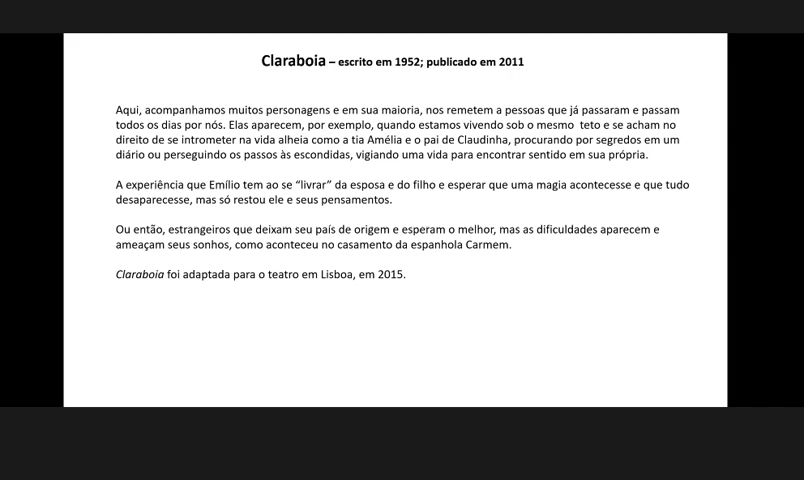 Claraboia – escrito em 1952; publicado em 2011
Aqui, acompanhamos muitos personagens e em sua maioria, nos remetem a pessoas que já passaram e passam
todos os dias por nós. Elas aparecem, por exemplo, quando estamos vivendo sob o mesmo teto e se acham no
direito de se intrometer na vida alheia como a tia Amélia e o pai de Claudinha, procurando por segredos em um
diário ou perseguindo os passos às escondidas, vigiando uma vida para encontrar sentido em sua própria.
A experiência que Emílio tem ao se “livrar” da esposa e do filho e esperar que uma magia acontecesse e que tudo
desaparecesse, mas só restou ele e seus pensamentos.
Ou então, estrangeiros que deixam seu país de origem e esperam o melhor, mas as dificuldades aparecem e
ameaçam seus sonhos, como aconteceu no casamento da espanhola Carmem.
Claraboia foi adaptada para o teatro em Lisboa, em 2015.